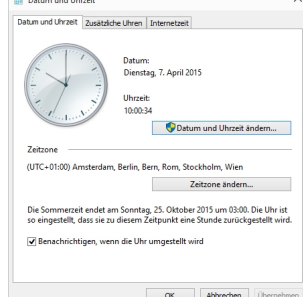 Datum und Uhrzeit
Datum und Uhrzeit Zusätzliche Uhren Internetzeit
Datum:
Dienstag, 7. April 2015
Uhrzeit:
10:00:34
Datum und Uhrzeit ändern...
Zeitzone
(UTC+01:00) Amsterdam, Berlin, Bern, Rom, Stockholm, Wien
Zeitzone ändern...
Die Sommerzeit endet am Sonntag, 25. Oktober 2015 um 03:00. Die Uhr ist
so eingestellt, dass sie zu diesem Zeitpunkt eine Stunde zurückgestellt wird.
Benachrichtigen, wenn die Uhr umgestellt wird
OK Abbrechen Übernehmen